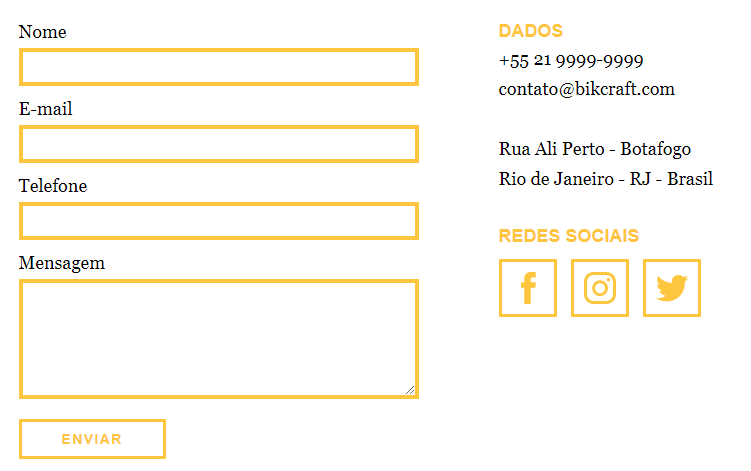 Nome
E-mail
Telefone
Mensagem
ENVIAR
DADOS
+55 21 9999-9999
contato@bikcraft.com
Rua Ali Perto - Botafogo
Rio de Janeiro - RJ - Brasil
REDES SOCIAIS